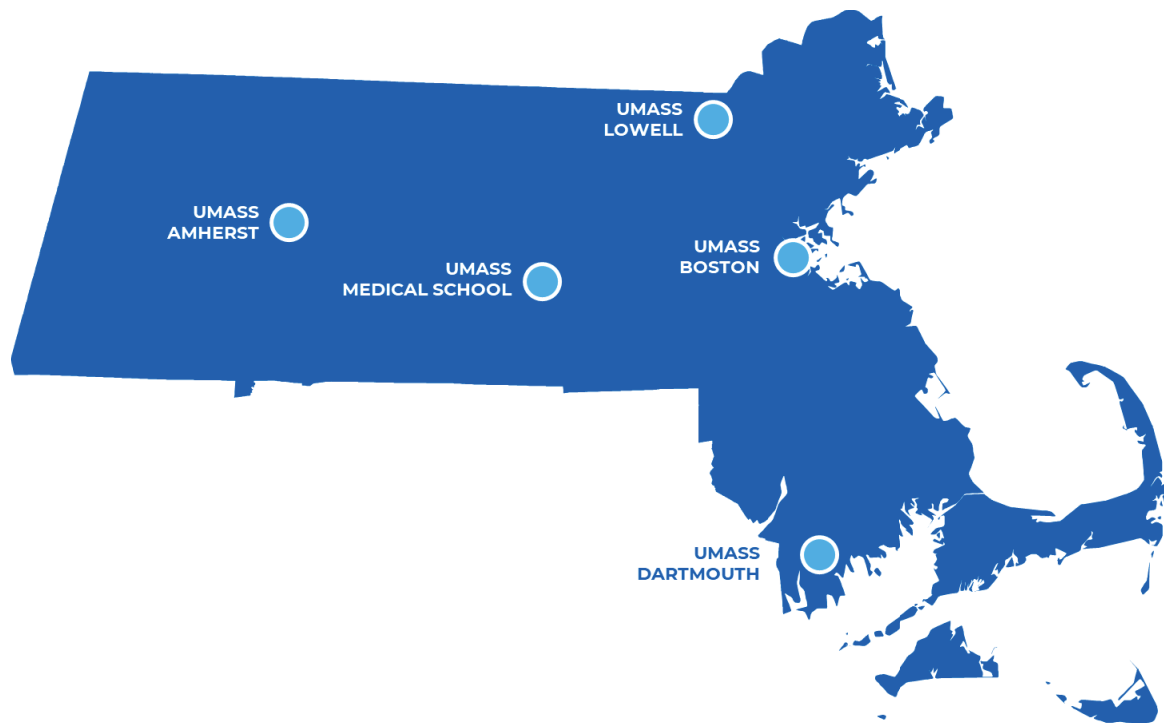 UMASS
LOWELL
UMASS
AMHERST
UMASS
BOSTON
UMASS
MEDICAL SCHOOL
UMASS
DARTMOUTH